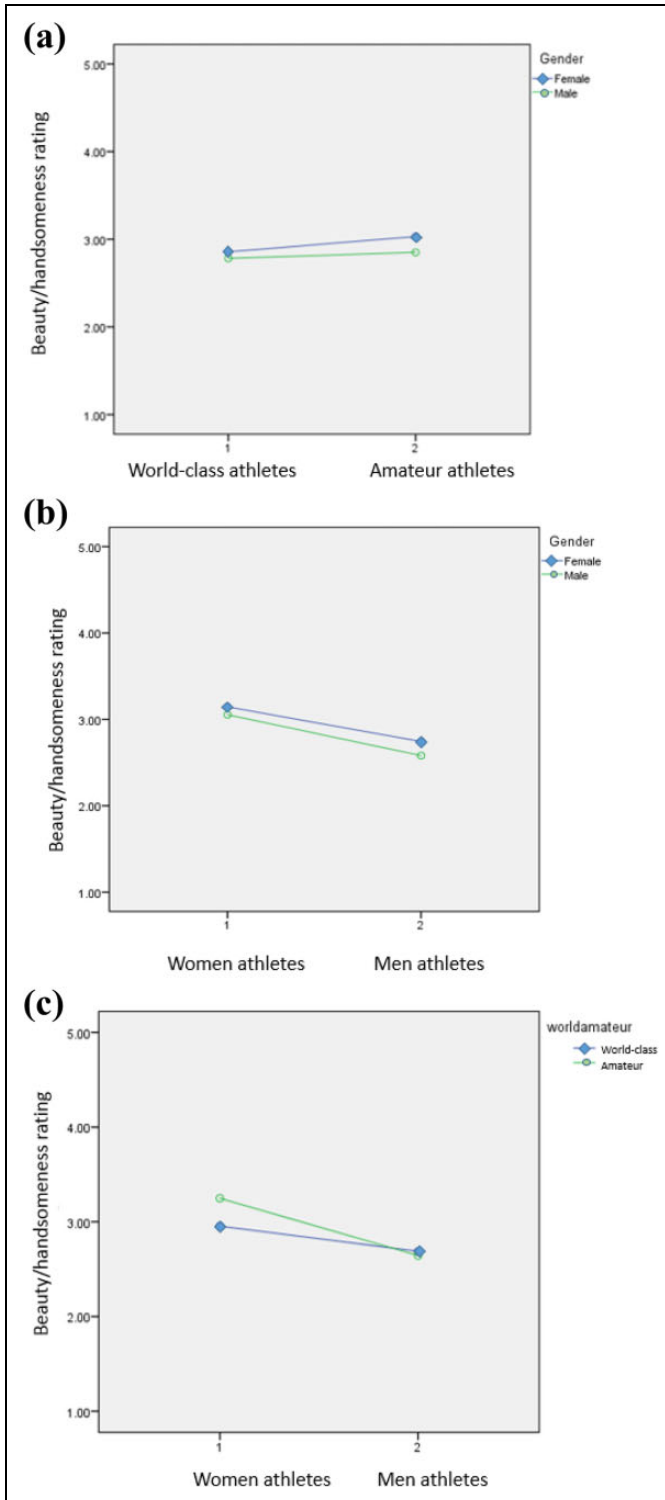 (a)
Gender
Female
Male
Beauty/handsomeness rating
5.00
4.00
3.00
2.00
1.00
1
2
World-class athletes
Amateur athletes
(b)
Gender
Female
Male
Beauty/handsomeness rating
5.00
4.00
3.00
2.00
1.00
1
2
Women athletes
Men athletes
(c)
worldamateur
World-class
Amateur
Beauty/handsomeness rating
5.00
4.00
3.00
2.00
1.00
1
2
Women athletes
Men athletes